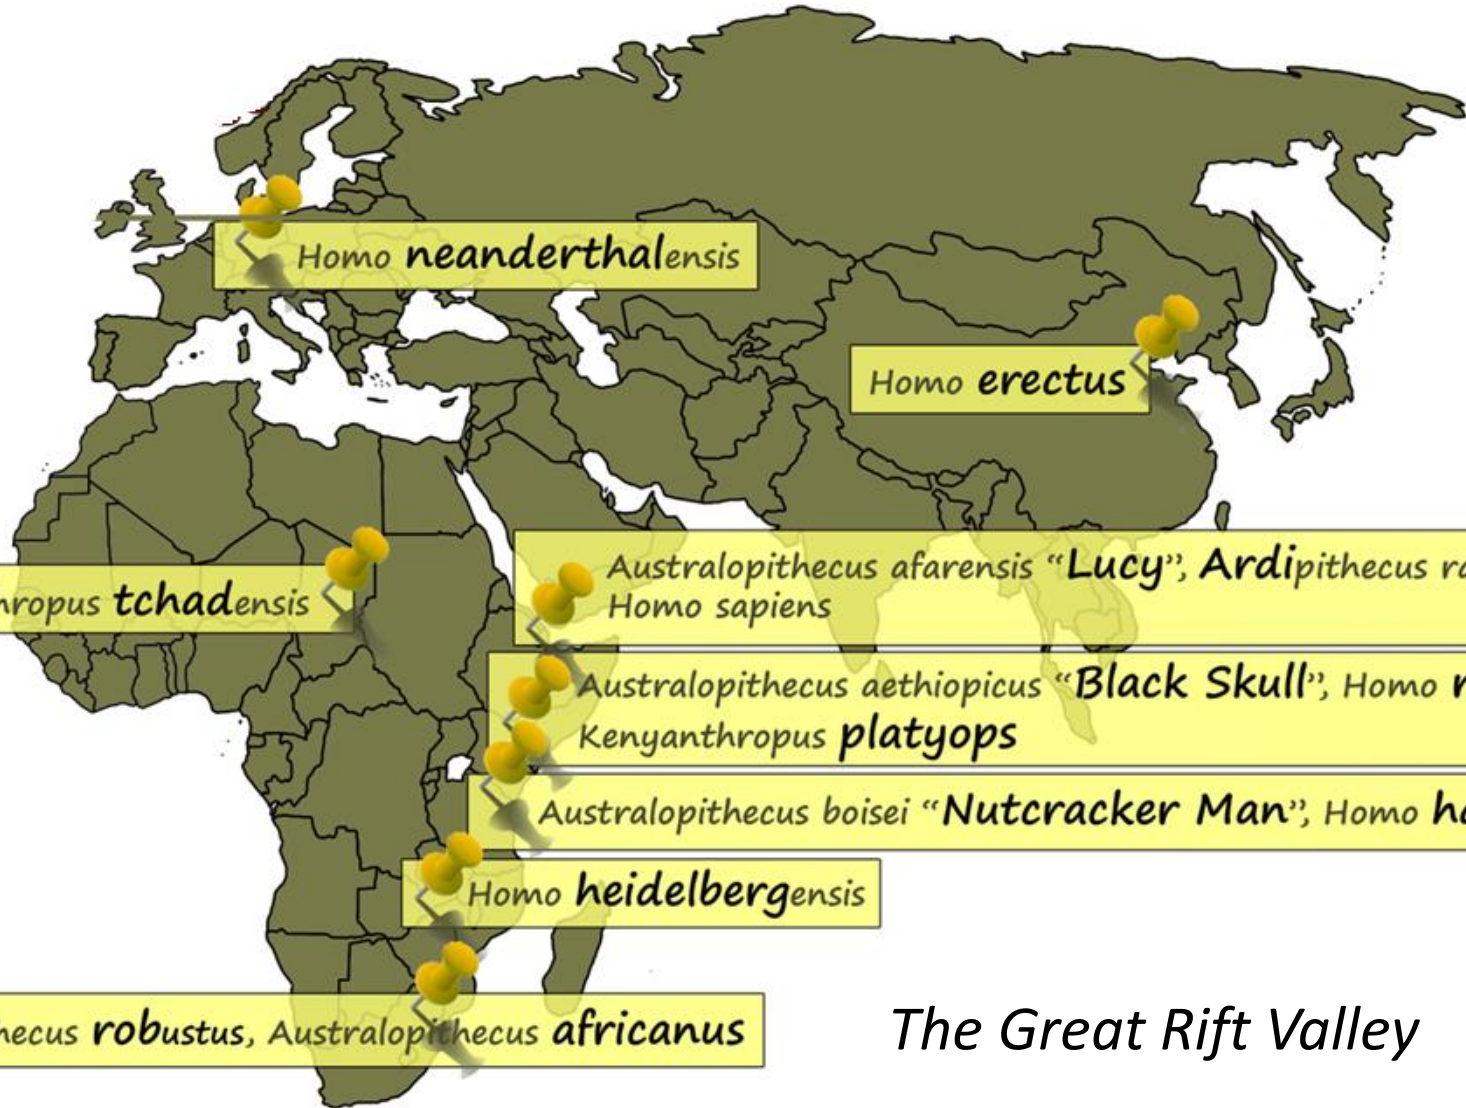 Homo neanderthalensis
Homo erectus
Australopithecus afarensis “Lucy”, Ardipithecus
Homo sapiens
tchadensis
Australopithecus aethiopicus “Black Skull”, Homo
Kenyanthropus platyops
Australopithecus boisei “Nutcracker Man”, Homo
Homo heidelbergensis
robustus, Australopithecus africanus
The Great Rift Valley